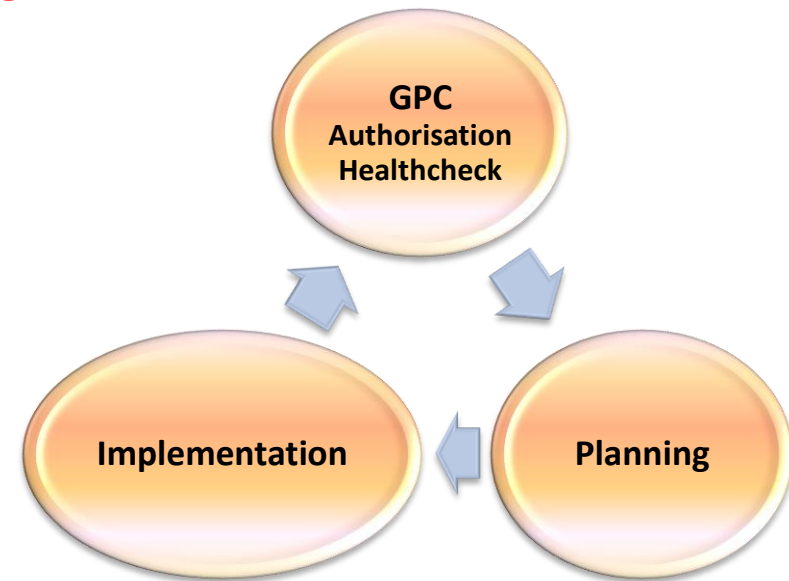 GPC
Authorisation
Healthcheck
Implementation
Planning